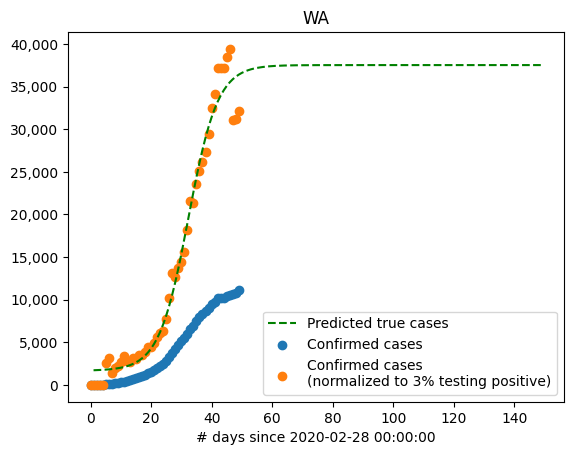 WA
40,000
35,000
30,000
25,000
20,000
15,000
10,000
5,000
0
Predicted true cases
Confirmed cases
Confirmed cases
(normalized to 3% testing positive)
0 20 40 60 80 100 120 140
# days since 2020-02-28 00:00:00